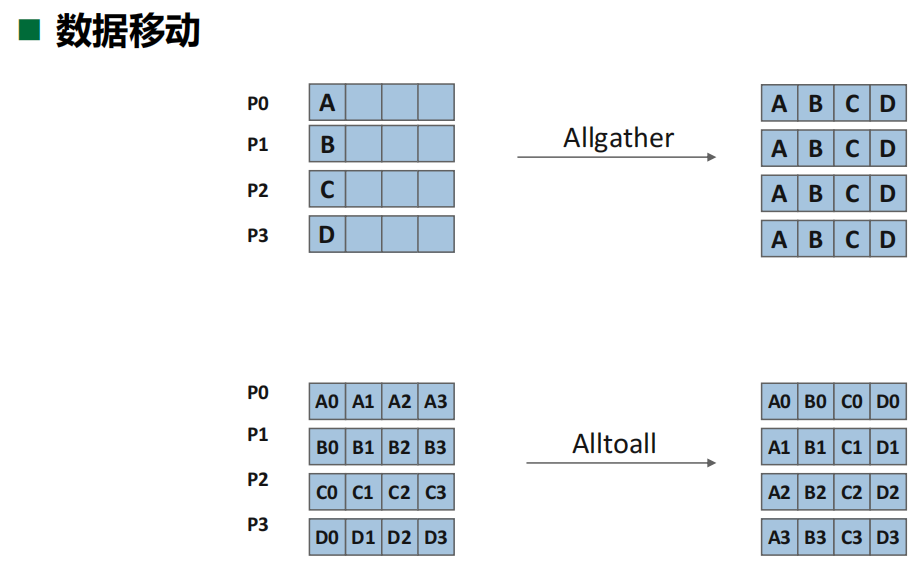 数据移动
P0 A A B C D
P1 B Allgather A B C D
P2 C A B C D
P3 D A B C D
P0 A0 A1 A2 A3 A0 B0 C0 D0
P1 B0 B1 B2 B3 Alltoall A1 B1 C1 D1
P2 C0 C1 C2 C3 A2 B2 C2 D2
P3 D0 D1 D2 D3 A3 B3 C3 D3